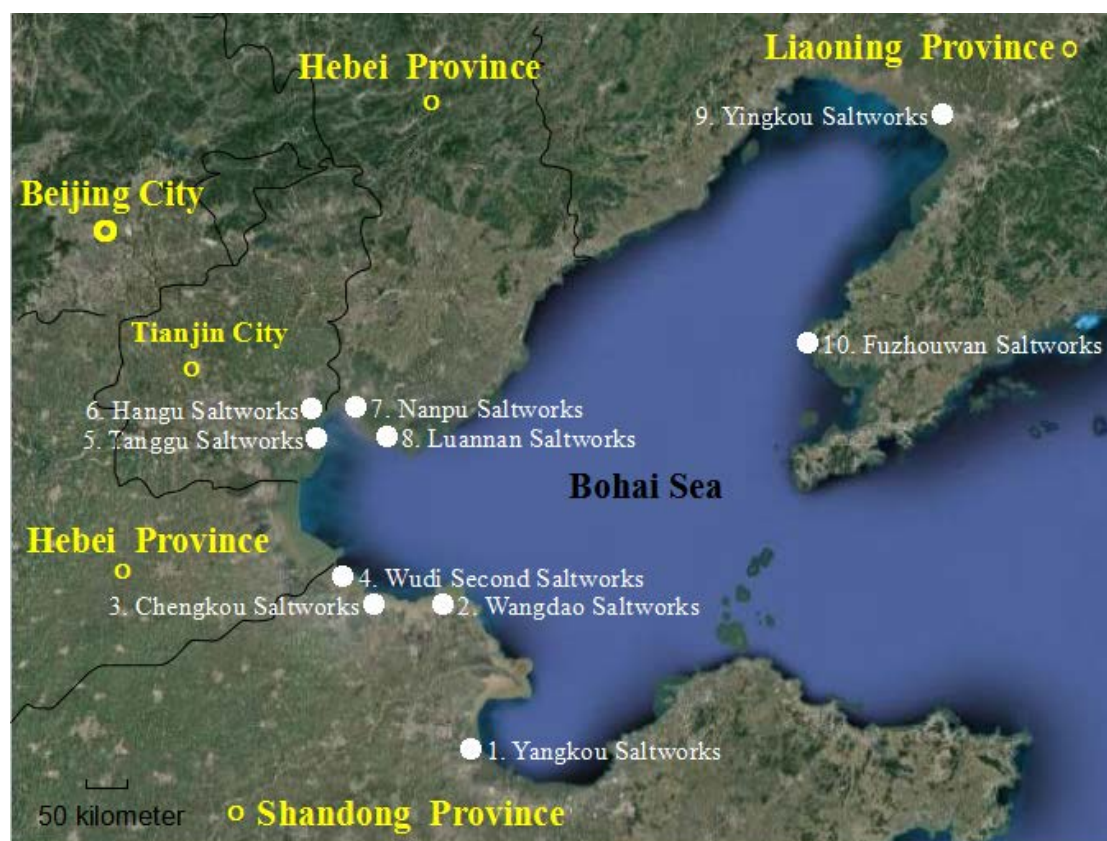 Liaoning Province
Hebei Province
9. Yingkou Saltworks
Beijing City
Tianjin City
10. Fuzhouwan Saltworks
6. Hangu Saltworks
7. Nanpu Saltworks
5. Tanggu Saltworks
8. Luannan Saltworks
Bohai Sea
Hebei Province
4. Wudi Second Saltworks
3. Chengkou Saltworks
2. Wangdao Saltworks
1. Yangkou Saltworks
50 kilometer
Shandong Province